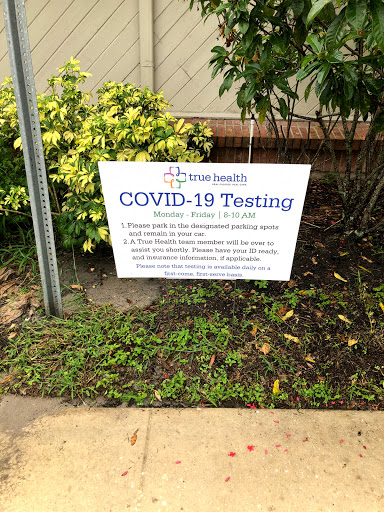 true health
COVID-19 Testing
Monday - Friday | 8-10 AM
1. Please park in the designated parking spots
and remain in your car.
2. A True Health team member will be over to
assist you shortly. Please have your ID ready,
and insurance information, if applicable.
Please note that testing is available daily on a
first-come, first-serve basis.